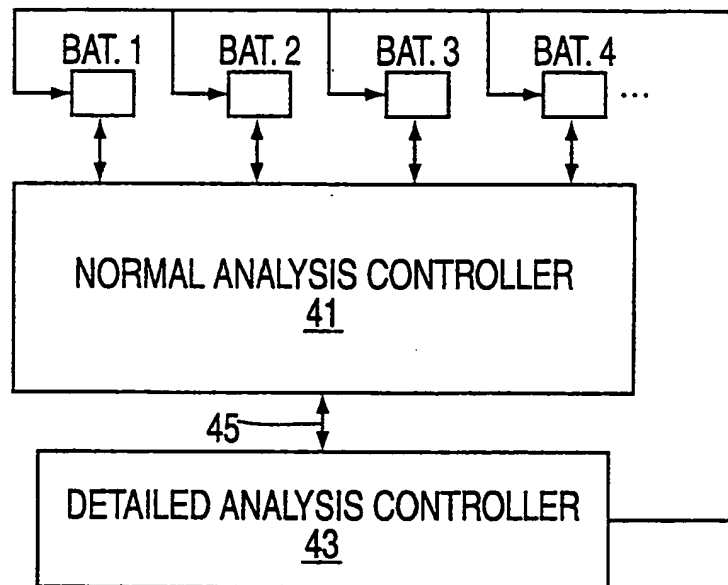 BAT. 1 BAT. 2 BAT. 3 BAT. 4
...
NORMAL ANALYSIS CONTROLLER
41
45
DETAILED ANALYSIS CONTROLLER
43